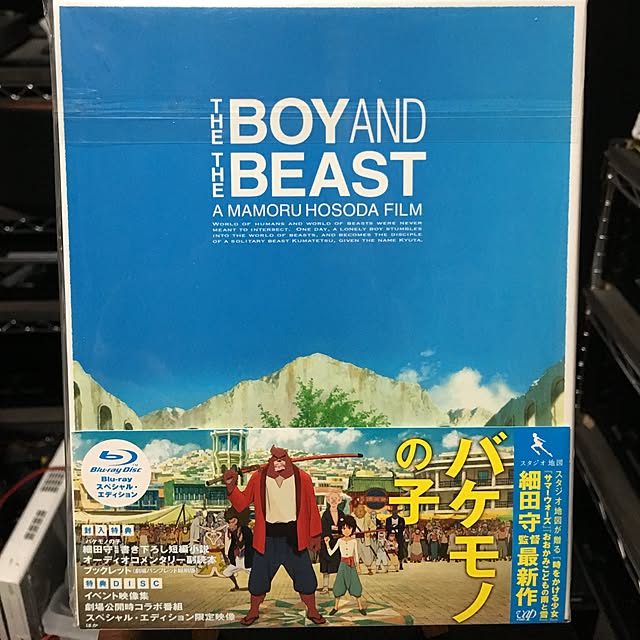 THE BOY AND
THE BEAST
A MAMORU HOSODA FILM
WORLD OF HUMANS AND WORLD OF BEASTS WERE NEVER
MEANT TO INTERSECT. ONE DAY, A LONELY BOY STUMBLES
INTO THE WORLD OF BEASTS, AND BECOMES THE DISCIPLE
OF A SOLITARY BEAST KUMATETSU, GIVEN THE NAME KYUTA.
バケモノ
の子
Blu-ray Disc
Blu-ray
スペシャル・
エディション
封入特典
バケモノの子
細田守 書き下ろし短編小説
オーディオコメンタリー副読本
ブックレット
特典DISC
イベント映像集
劇場公開時コラボ番組
スペシャル・エディション限定映像
ほか
スタジオ地図
スタジオ地図が贈る『時をかける少女』
『サマーウォーズ』『おおかみこどもの雨と雪』
細田守監督最新作
vap